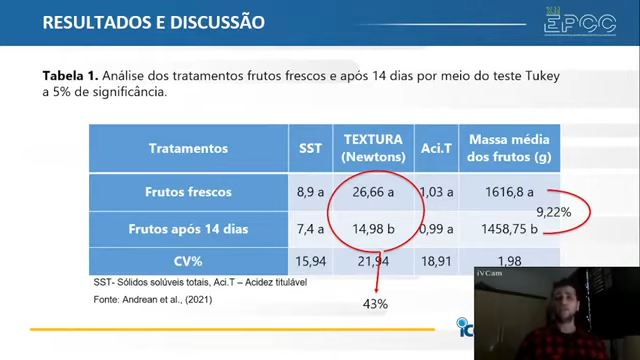 RESULTADOS E DISCUSSÃO
EPCC
Tabela 1. Análise dos tratamentos frutos frescos e após 14 dias por meio do teste Tukey
a 5% de significância.
Tratamentos SST TEXTURA (Newtons) Aci.T Massa média dos frutos (g)
Frutos frescos 8,9 a 26,66 a 1,03 a 1616,8 a
9,22%
Frutos após 14 dias 7,4 a 14,98 b 0,99 a 1458,75 b
CV% 15,94 21,94 18,91 1,98
SST- Sólidos solúveis totais, Aci.T – Acidez titulável
Fonte: Andrean et al., (2021)
43%
iVCam